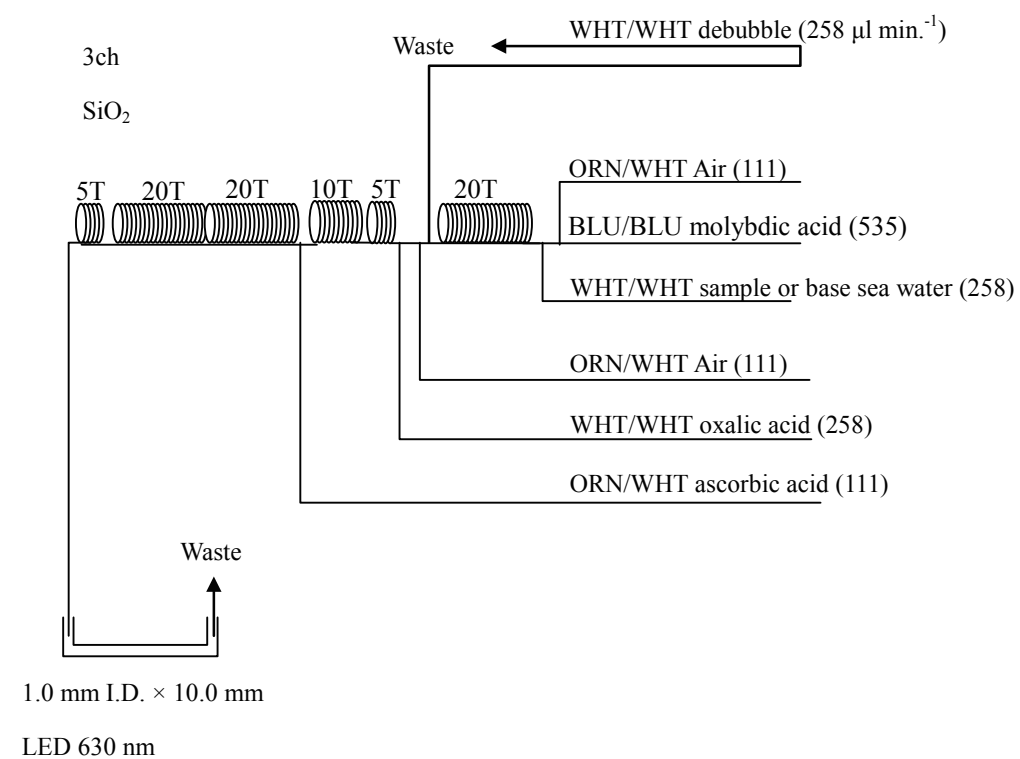 WHT/WHT debubble (258 μl min.⁻¹)
Waste
3ch
SiO₂
ORN/WHT Air (111)
5T 20T 20T 10T 5T 20T
BLU/BLU molybdic acid (535)
WHT/WHT sample or base sea water (258)
ORN/WHT Air (111)
WHT/WHT oxalic acid (258)
ORN/WHT ascorbic acid (111)
Waste
1.0 mm I.D. × 10.0 mm
LED 630 nm